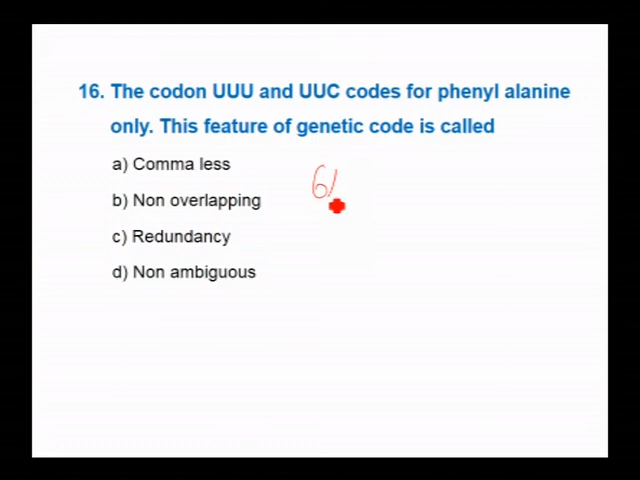 16. The codon UUU and UUC codes for phenyl alanine
only. This feature of genetic code is called
a) Comma less
61
b) Non overlapping
c) Redundancy
d) Non ambiguous